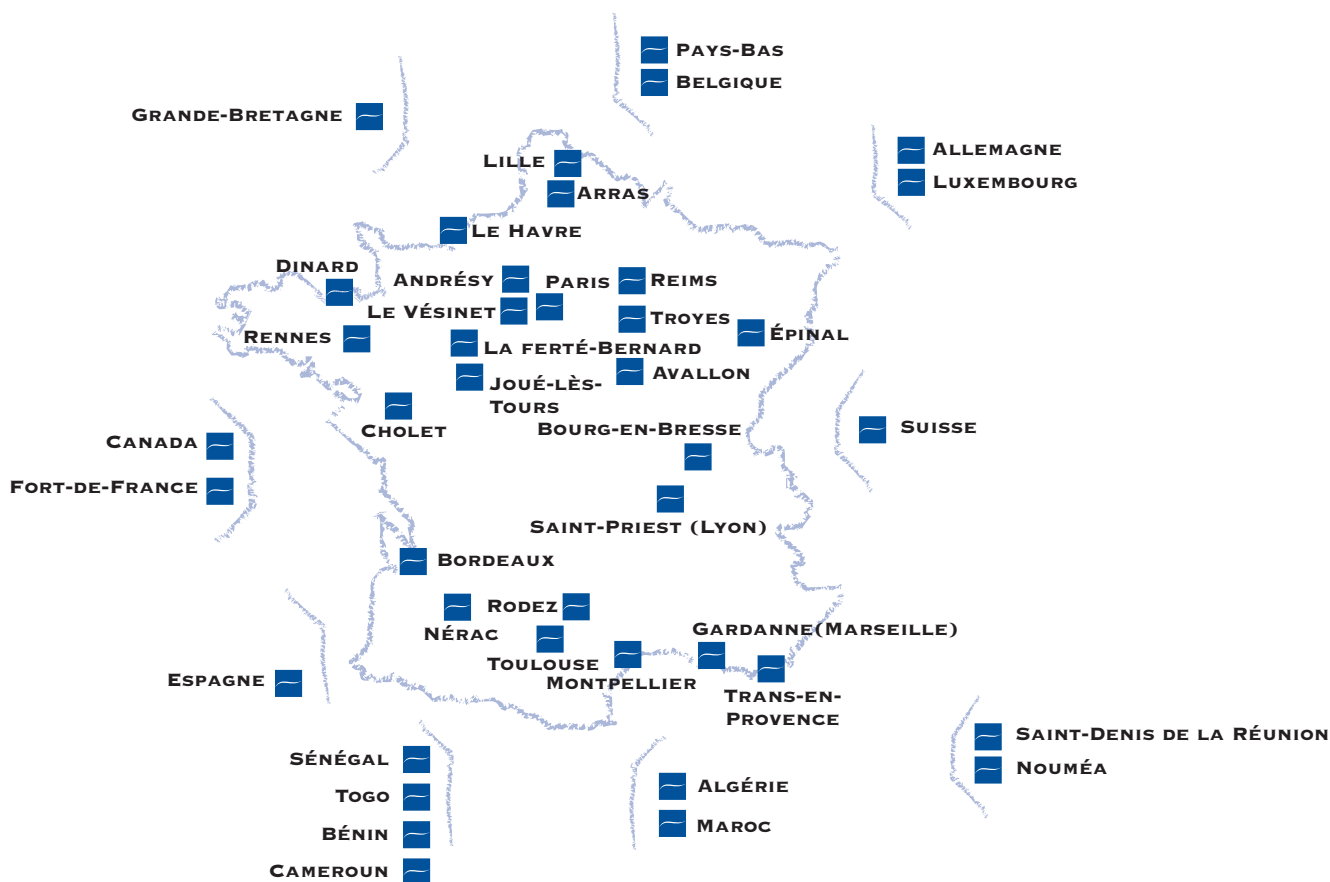 Pays-Bas
Belgique
Grande-Bretagne
Allemagne
Luxembourg
Lille
Arras
Le Havre
Dinard
Andrésy
Paris
Reims
Le Vésinet
Troyes
Épinal
Rennes
La ferté-Bernard
Avallon
Joué-lès-
Tours
Cholet
Bourg-en-Bresse
Suisse
Canada
Fort-de-France
Saint-Priest (Lyon)
Bordeaux
Rodez
Nérac
Gardanne(Marseille)
Toulouse
Montpellier
Espagne
Trans-en-
Provence
Saint-Denis de la Réunion
Nouméa
Sénégal
Togo
Bénin
Cameroun
Algérie
Maroc